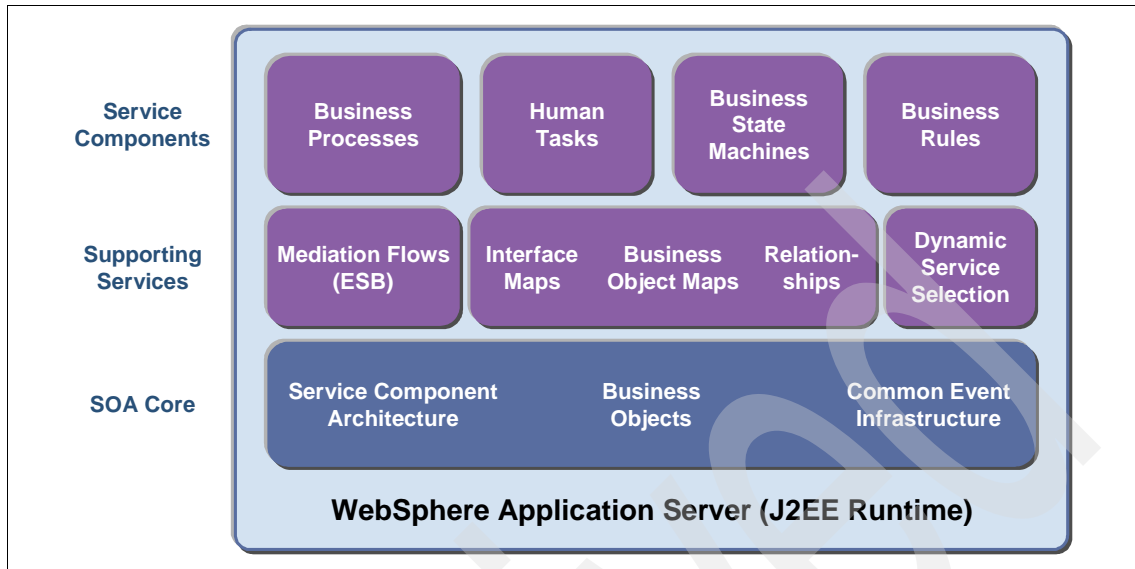 Service
Components
Business
Processes
Human
Tasks
Business
State
Machines
Business
Rules
Supporting
Services
Mediation Flows
(ESB)
Interface
Maps
Business
Object Maps
Relation-
ships
Dynamic
Service
Selection
SOA Core
Service Component
Architecture
Business
Objects
Common Event
Infrastructure
WebSphere Application Server (J2EE Runtime)